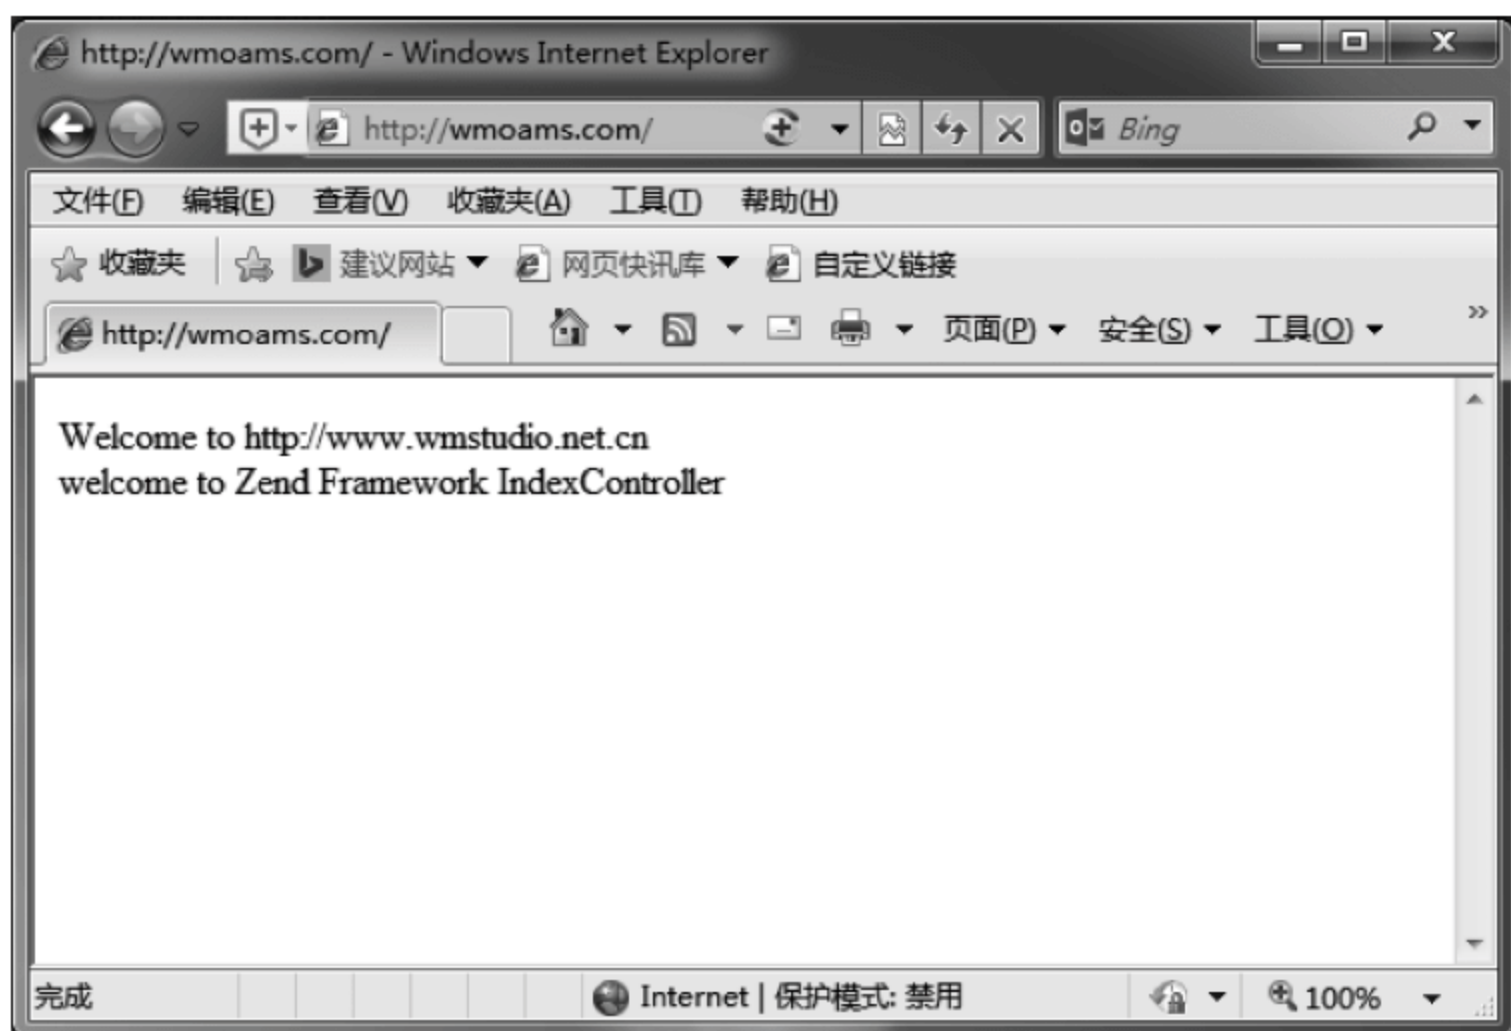 http://wmoams.com/ - Windows Internet Explorer
http://wmoams.com/ Bing
文件(F) 编辑(E) 查看(V) 收藏夹(A) 工具(T) 帮助(H)
收藏夹 建议网站 网页快讯库 自定义链接
http://wmoams.com/ 页面(P) 安全(S) 工具(O) »
Welcome to http://www.wmstudio.net.cn
welcome to Zend Framework IndexController
完成 Internet | 保护模式: 禁用 100%